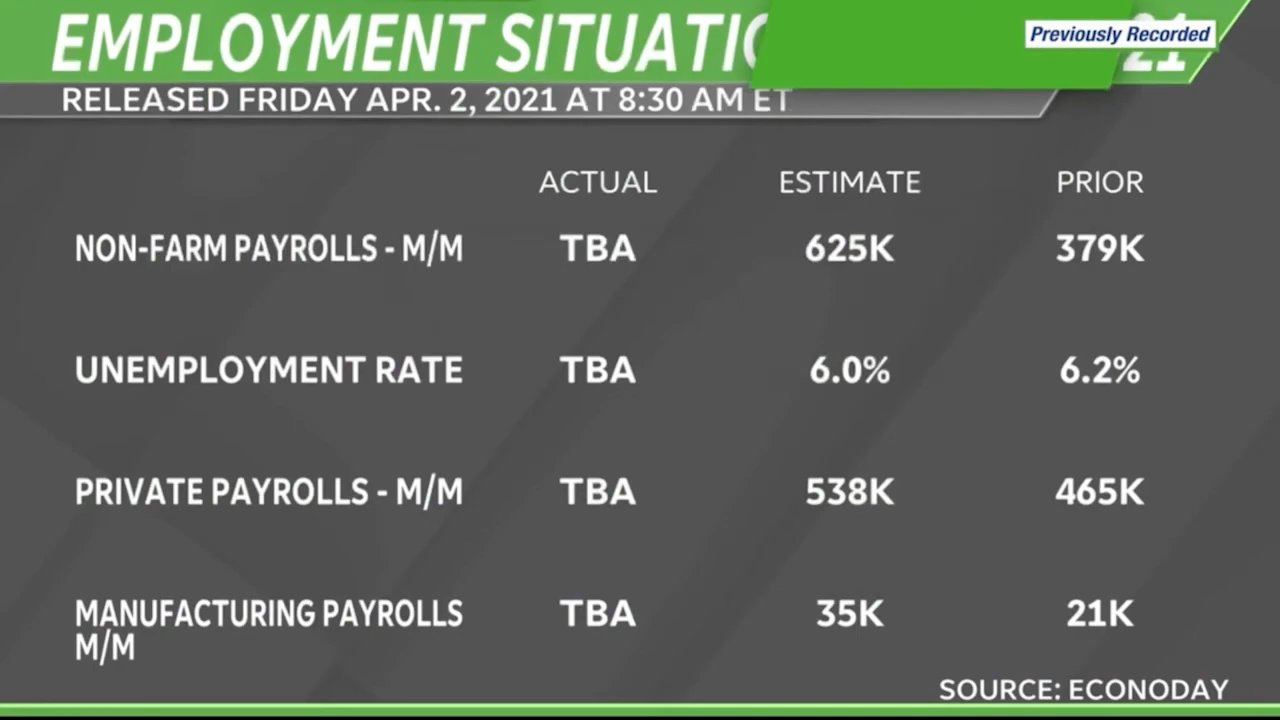 EMPLOYMENT SITUATIO 21
Previously Recorded
RELEASED FRIDAY APR. 2, 2021 AT 8:30 AM ET
ACTUAL ESTIMATE PRIOR
NON-FARM PAYROLLS - M/M TBA 625K 379K
UNEMPLOYMENT RATE TBA 6.0% 6.2%
PRIVATE PAYROLLS - M/M TBA 538K 465K
MANUFACTURING PAYROLLS TBA 35K 21K
M/M
SOURCE: ECONODAY